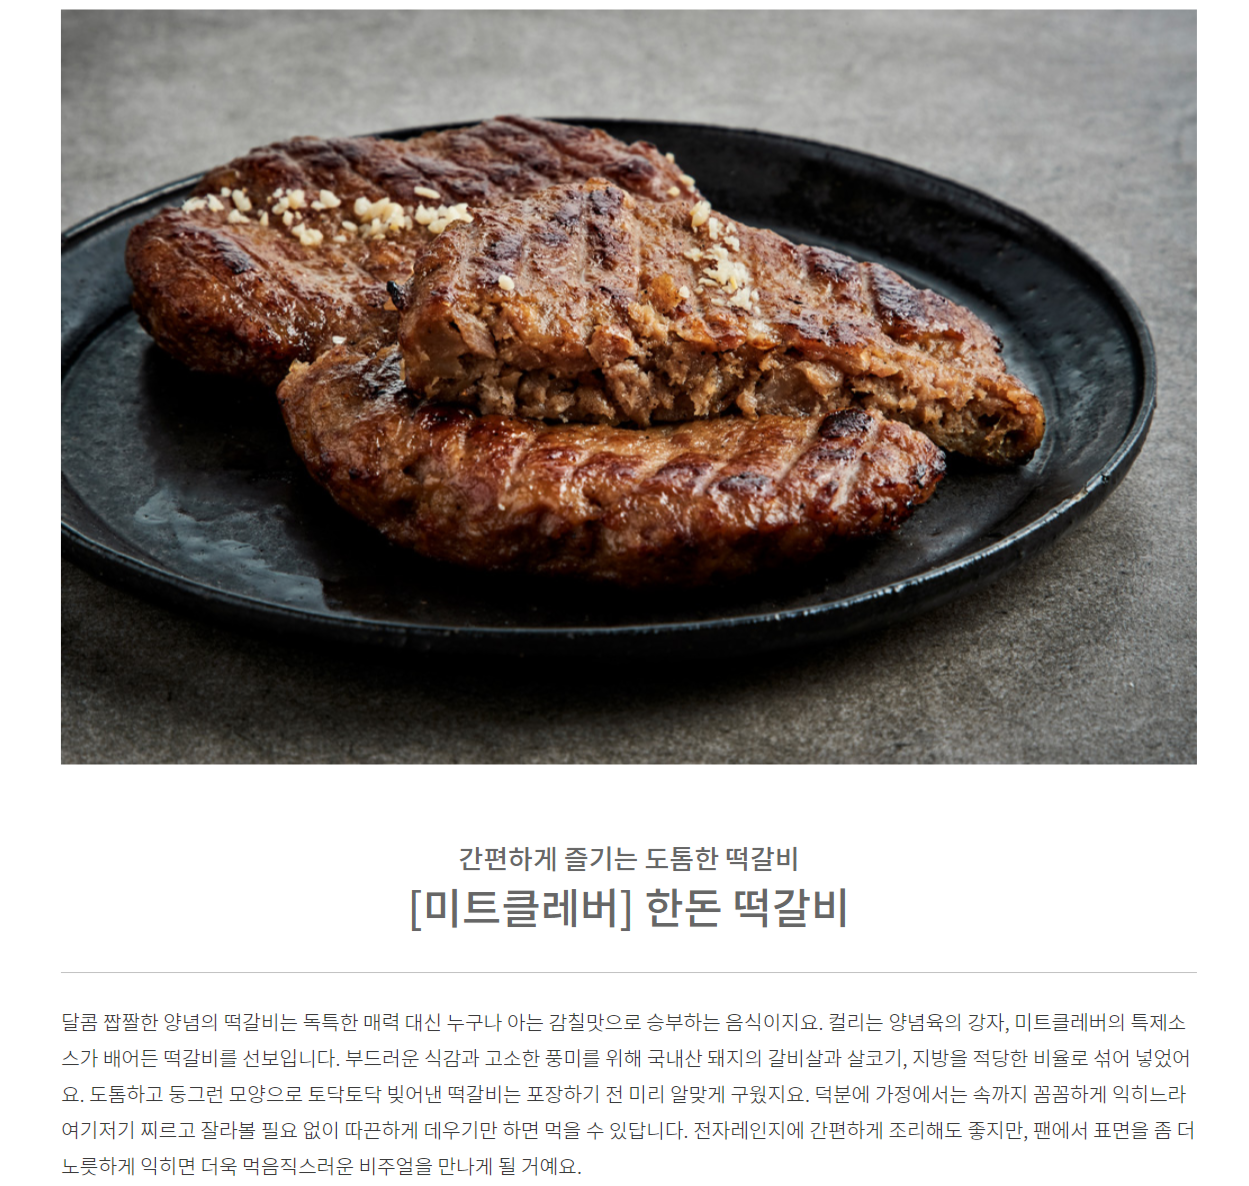 간편하게 즐기는 도톰한 떡갈비
[미트클레버] 한돈 떡갈비
달콤 짭짤한 양념의 떡갈비는 독특한 매력 대신 누구나 아는 감칠맛으로 승부하는 음식이지요. 컬리는 양념육의 강자, 미트클레버의 특제소
스가 배어든 떡갈비를 선보입니다. 부드러운 식감과 고소한 풍미를 위해 국내산 돼지의 갈비살과 살코기, 지방을 적당한 비율로 섞어 넣었어
요. 도톰하고 둥그런 모양으로 토닥토닥 빚어낸 떡갈비는 포장하기 전 미리 알맞게 구웠지요. 덕분에 가정에서는 속까지 꼼꼼하게 익히느라
여기저기 찌르고 잘라볼 필요 없이 따끈하게 데우기만 하면 먹을 수 있답니다. 전자레인지에 간편하게 조리해도 좋지만, 팬에서 표면을 좀 더
노릇하게 익히면 더욱 먹음직스러운 비주얼을 만나게 될 거예요.